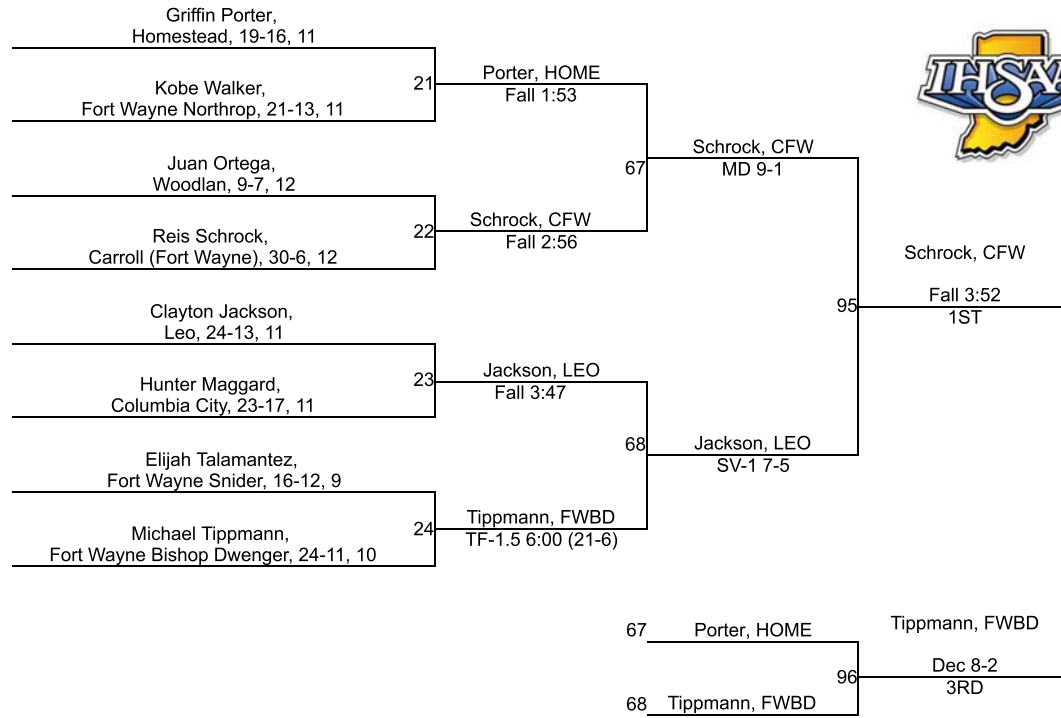 Griffin Porter,
Homestead, 19-16, 11
Kobe Walker,
Fort Wayne Northrop, 21-13, 11
Juan Ortega,
Woodlan, 9-7, 12
Reis Schrock,
Carroll (Fort Wayne), 30-6, 12
Clayton Jackson,
Leo, 24-13, 11
Hunter Maggard,
Columbia City, 23-17, 11
Elijah Talamantez,
Fort Wayne Snider, 16-12, 9
Michael Tippmann,
Fort Wayne Bishop Dwenger, 24-11, 10
21
Porter, HOME
Fall 1:53
22
Schrock, CFW
Fall 2:56
23
Jackson, LEO
Fall 3:47
24
Tippmann, FWBD
TF-1.5 6:00 (21-6)
67
Schrock, CFW
MD 9-1
68
Jackson, LEO
SV-1 7-5
95
Schrock, CFW
Fall 3:52
1ST
67
Porter, HOME
68
Tippmann, FWBD
96
Tippmann, FWBD
Dec 8-2
3RD
IHSAA